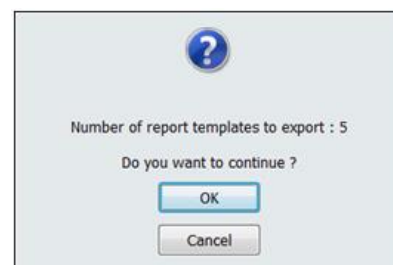 Number of report templates to export : 5
Do you want to continue ?
OK
Cancel